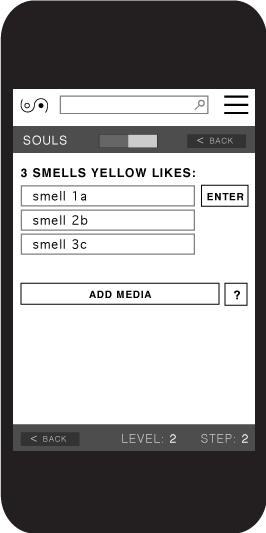 SOULS < BACK
3 SMELLS YELLOW LIKES:
smell 1a ENTER
smell 2b
smell 3c
ADD MEDIA ?
< BACK LEVEL: 2 STEP: 2